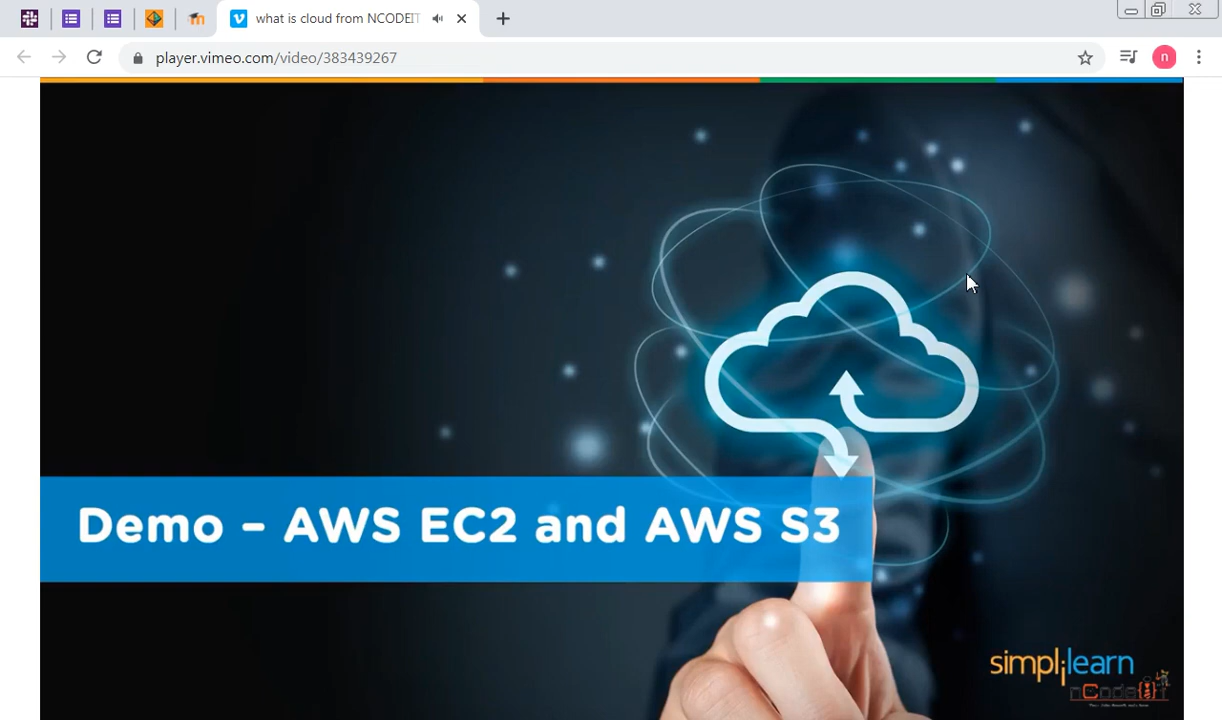 what is cloud from NCODEIT
player.vimeo.com/video/383439267
n
Demo – AWS EC2 and AWS S3
simplilearn
nCodeIT